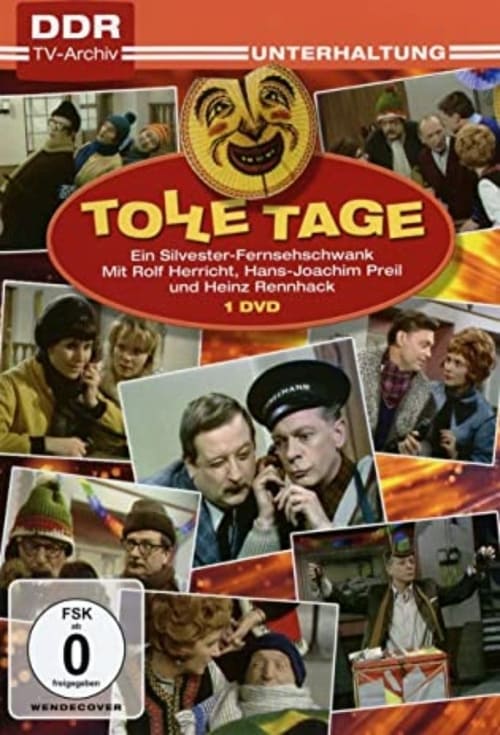 DDR
TV-Archiv
UNTERHALTUNG
TOLLE TAGE
Ein Silvester-Fernsehschwank
Mit Rolf Herricht, Hans-Joachim Preil
und Heinz Rennhack
1 DVD
FSK
ab
0
freigegeben
WENDECOVER